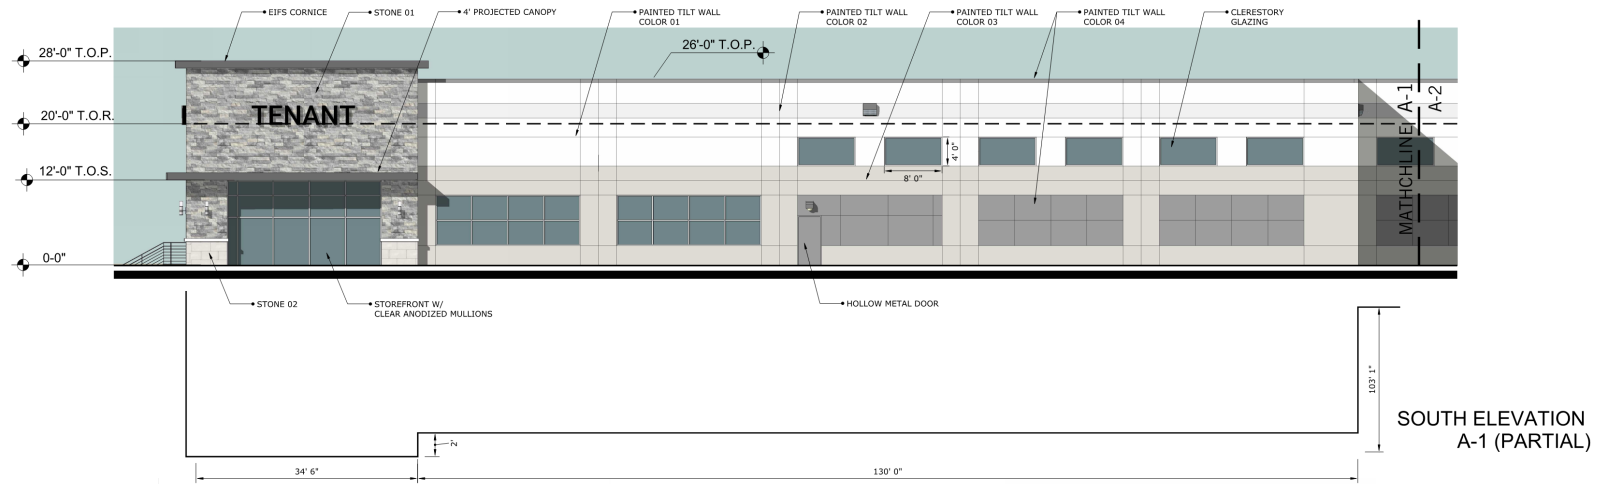 EIFS CORNICE
STONE 01
4' PROJECTED CANOPY
PAINTED TILT WALL
COLOR 01
PAINTED TILT WALL
COLOR 02
PAINTED TILT WALL
COLOR 03
PAINTED TILT WALL
COLOR 04
CLERESTORY
GLAZING
28'-0" T.O.P.
26'-0" T.O.P.
20'-0" T.O.R.
12'-0" T.O.S.
0-0"
TENANT
4' 0"
8' 0"
MATHCHLINE
A-1
A-2
STONE 02
STOREFRONT W/
CLEAR ANODIZED MULLIONS
HOLLOW METAL DOOR
2'
34' 6"
130' 0"
103' 1"
SOUTH ELEVATION
A-1 (PARTIAL)